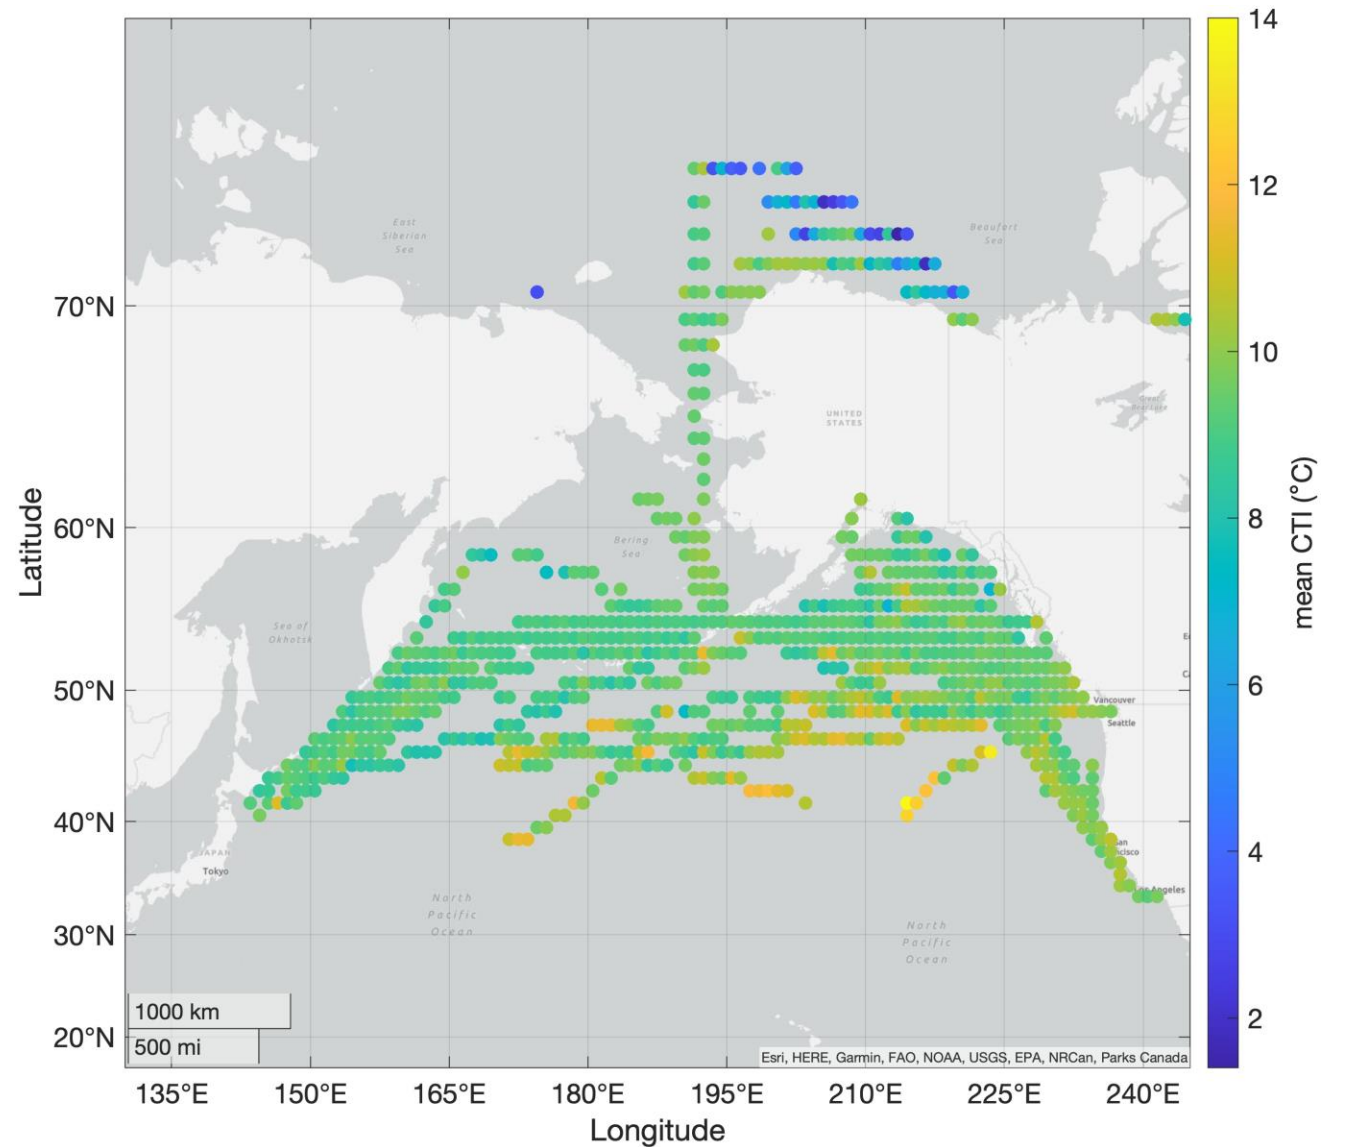 14
12
10
8
6
4
2
mean CTI (°C)
70°N
60°N
50°N
40°N
30°N
20°N
Latitude
East
Siberian
Sea
Beaufort
Sea
UNITED
STATES
Bering
Sea
Sea of
Okhotsk
Vancouver
Seattle
JAPAN
Tokyo
Angeles
North
Pacific
Ocean
North
Pacific
Ocean
1000 km
500 mi
Esri, HERE, Garmin, FAO, NOAA, USGS, EPA, NRCan, Parks Canada
135°E
150°E
165°E
180°E
195°E
210°E
225°E
240°E
Longitude